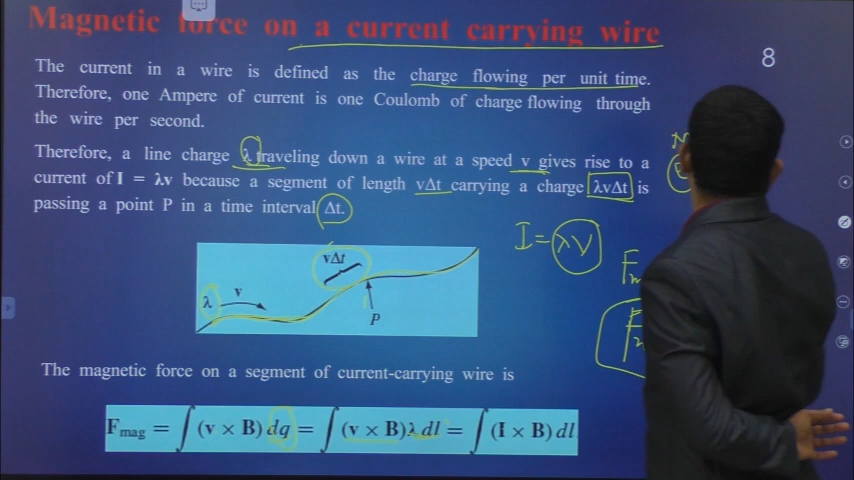 Magnetic force on a current carrying wire
8
The current in a wire is defined as the charge flowing per unit time.
Therefore, one Ampere of current is one Coulomb of charge flowing through
the wire per second.
Therefore, a line charge λ traveling down a wire at a speed v gives rise to a
current of I = λv because a segment of length vΔt carrying a charge λvΔt is
passing a point P in a time interval Δt.
I = λv
vΔt
λ v
P
The magnetic force on a segment of current-carrying wire is
F_mag = ∫ (v × B) dq = ∫ (v × B)λ dl = ∫ (I × B) dl